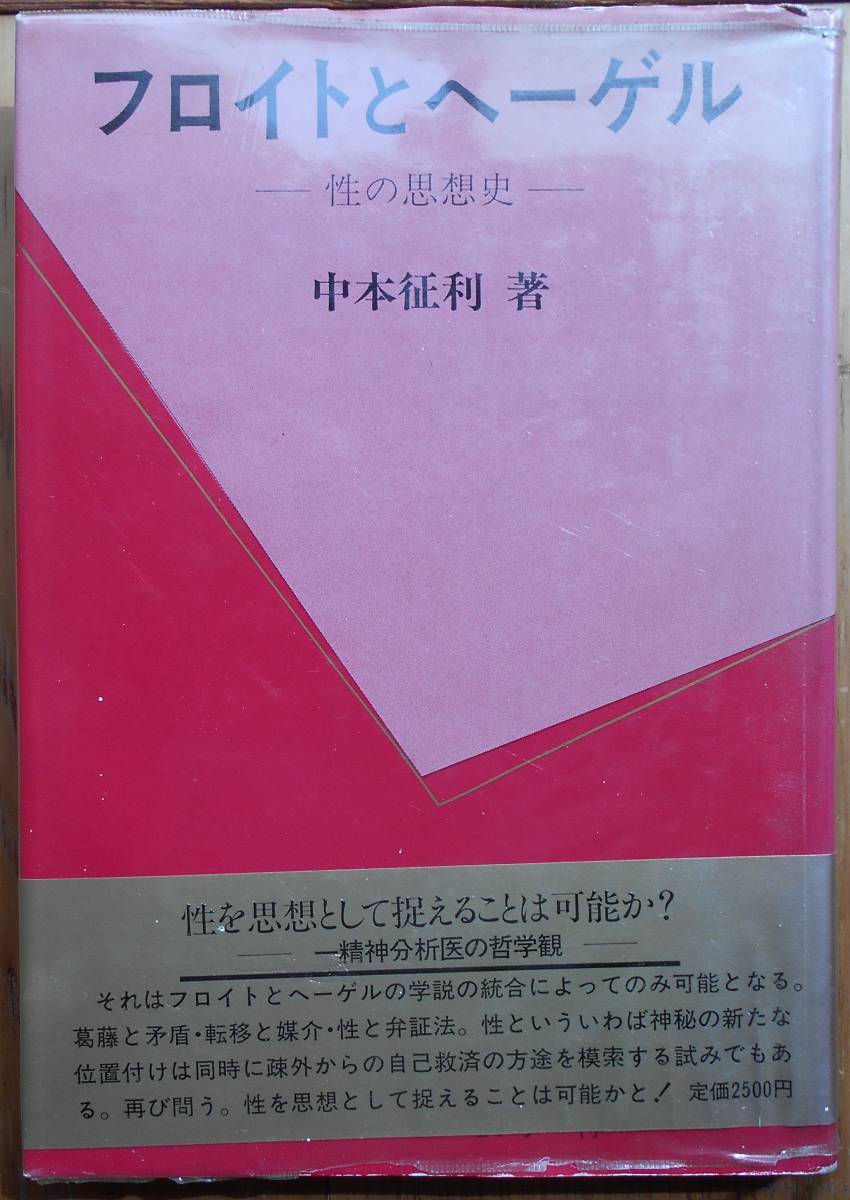 フロイトとヘーゲル
― 性の思想史 ―
中本征利 著
性を思想として捉えることは可能か?
― 一精神分析医の哲学観 ―
それはフロイトとヘーゲルの学説の統合によってのみ可能となる。
葛藤と矛盾・転移と媒介・性と弁証法。性といういわば神秘の新たな
位置付けは同時に疎外からの自己救済の方途を模索する試みでもあ
る。再び問う。性を思想として捉えることは可能かと! 定価2500円